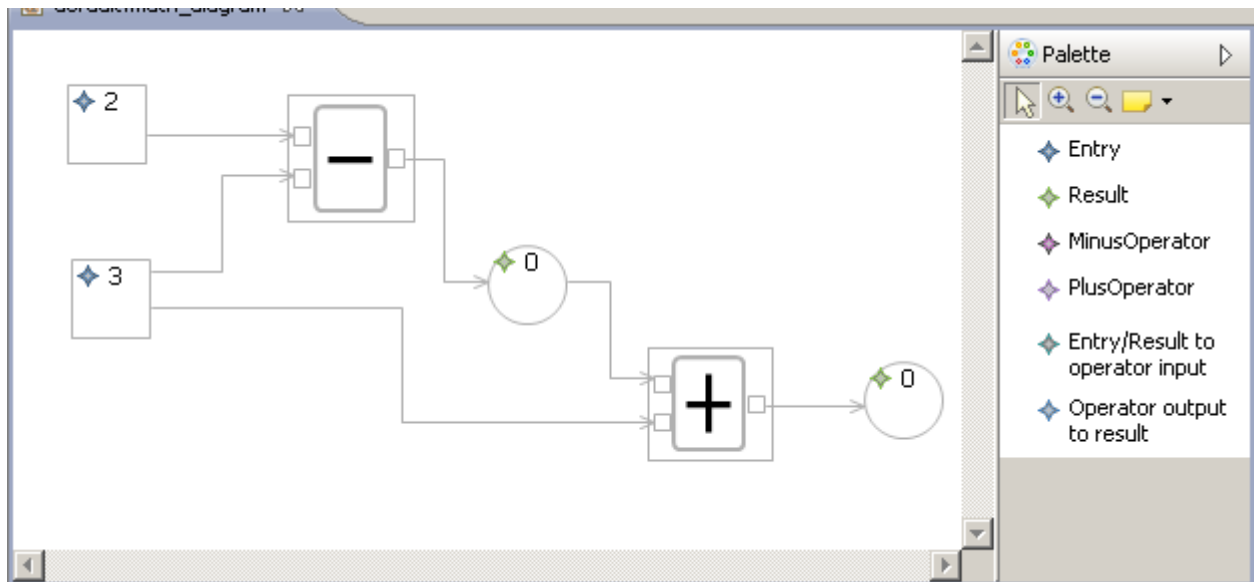 2
3
0
0
Palette
Entry
Result
MinusOperator
PlusOperator
Entry/Result to
operator input
Operator output
to result